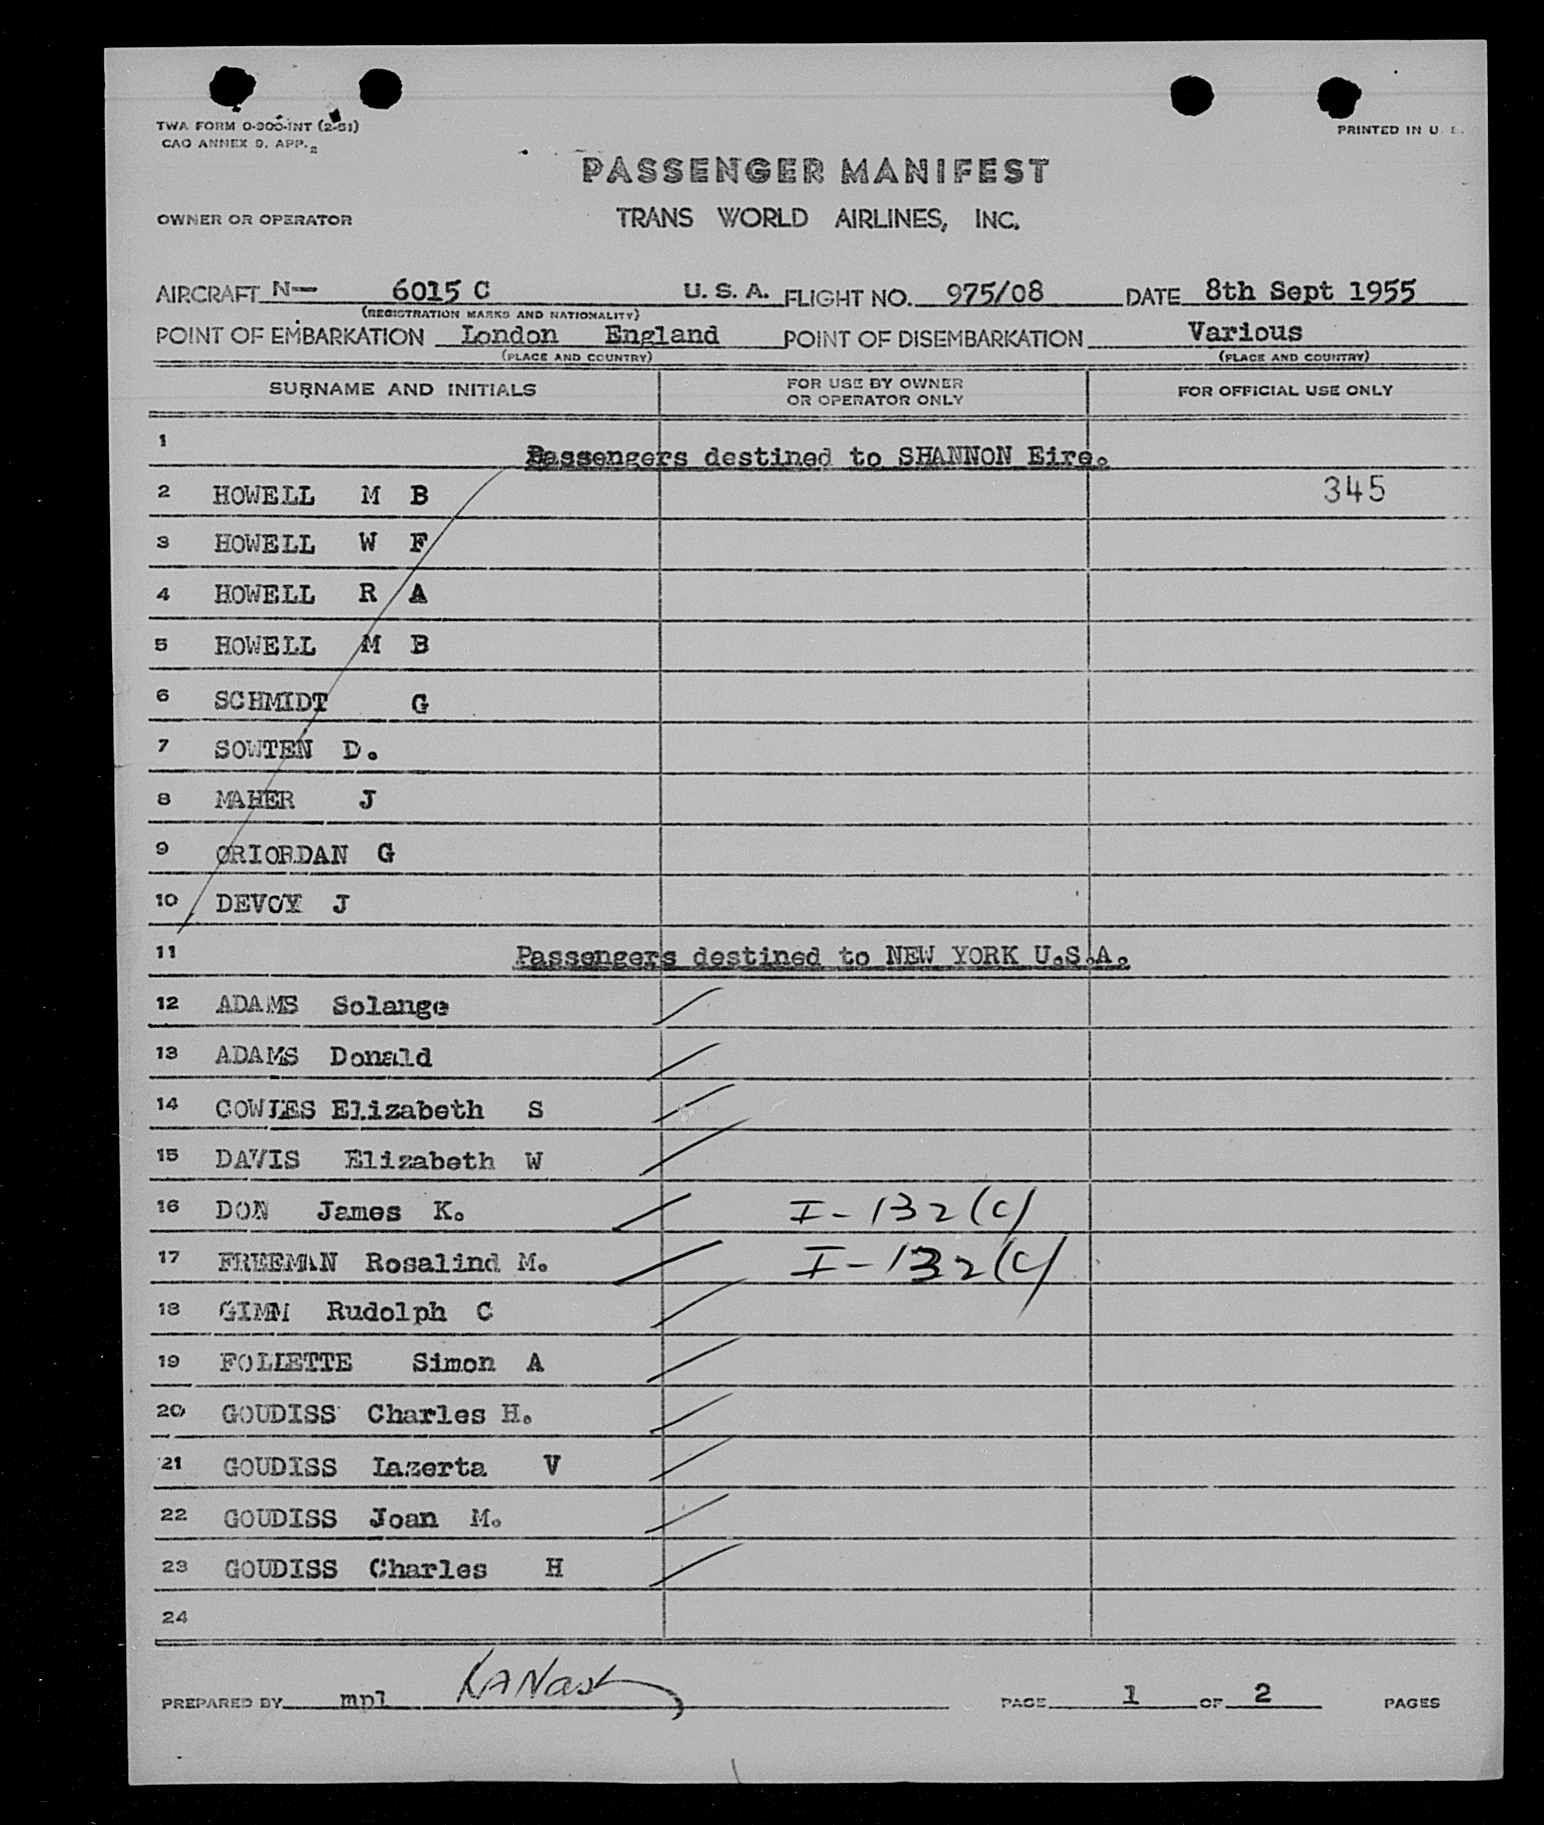 TWA FORM O-900-INT (2-51)
CAO ANNEX 9. APP. 2
PRINTED IN U.
PASSENGER MANIFEST
OWNER OR OPERATOR TRANS WORLD AIRLINES, INC.
AIRCRAFT N- 6015 C U. S. A. FLIGHT NO. 975/08 DATE 8th Sept 1955
(REGISTRATION MARKS AND NATIONALITY)
POINT OF EMBARKATION London England POINT OF DISEMBARKATION Various
(PLACE AND COUNTRY) (PLACE AND COUNTRY)
SURNAME AND INITIALS FOR USE BY OWNER OR OPERATOR ONLY FOR OFFICIAL USE ONLY
1 Passengers destined to SHANNON Eire.
2 HOWELL M B 345
3 HOWELL W F
4 HOWELL R A
5 HOWELL M B
6 SCHMIDT G
7 SOWTEN D.
8 MAHER J
9 ORIORDAN G
10 DEVOY J
11 Passengers destined to NEW YORK U.S.A.
12 ADAMS Solange
13 ADAMS Donald
14 COWLES Elizabeth S
15 DAVIS Elizabeth W
16 DON James K. I-132(C)
17 FREEMAN Rosalind M. I-132(C)
18 GIMM Rudolph C
19 FOLLETTE Simon A
20 GOUDISS Charles H.
21 GOUDISS Lazerta V
22 GOUDISS Joan M.
23 GOUDISS Charles H
24
PREPARED BY mpl KANash PAGE 1 OF 2 PAGES